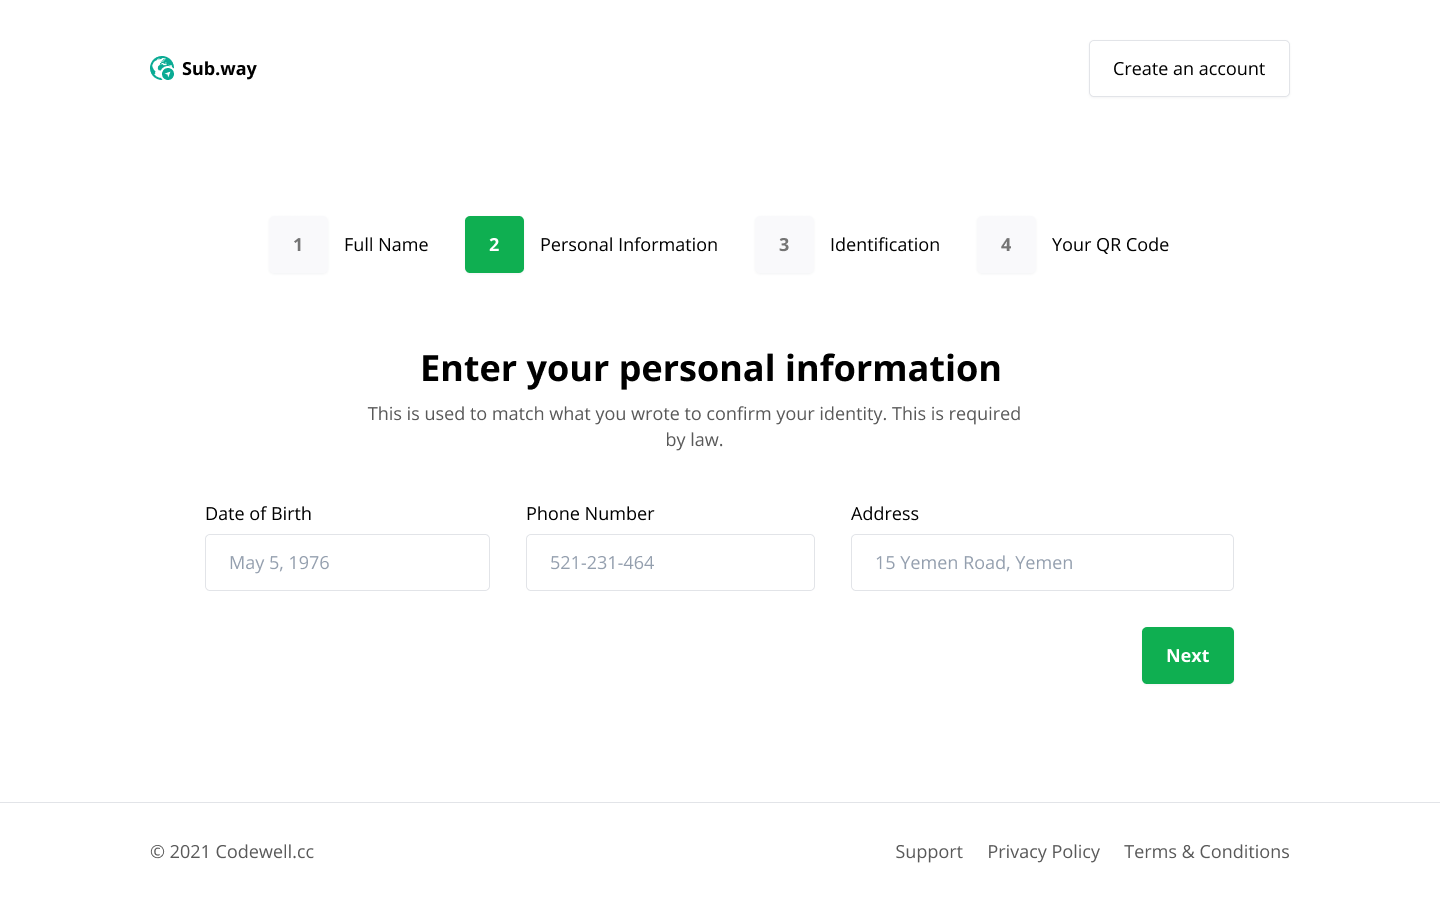 Sub.way
Create an account
1 Full Name 2 Personal Information 3 Identification 4 Your QR Code
Enter your personal information
This is used to match what you wrote to confirm your identity. This is required
by law.
Date of Birth Phone Number Address
May 5, 1976 521-231-464 15 Yemen Road, Yemen
Next
© 2021 Codewell.cc
Support Privacy Policy Terms & Conditions